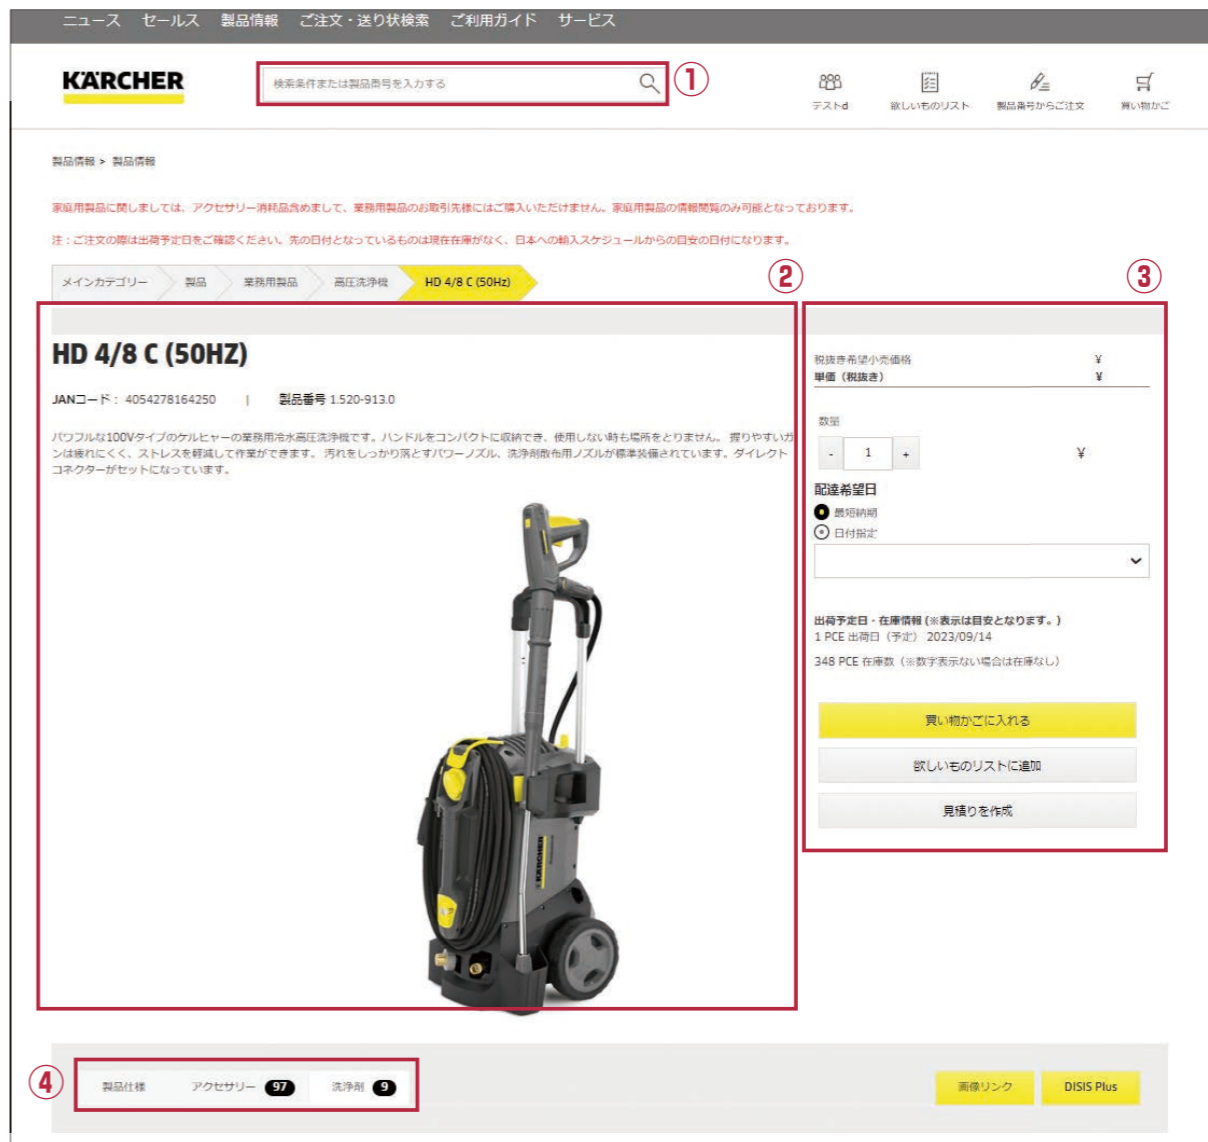 ニュース セールス 製品情報 ご注文・送り状検索 ご利用ガイド サービス
KÄRCHER
検索条件または製品番号を入力する
①
テストd
欲しいものリスト
製品番号からご注文
買い物かご
製品情報 > 製品情報
家庭用製品に関しましては、アクセサリー消耗品含めまして、業務用製品のお取引先様にはご購入いただけません。家庭用製品の情報閲覧のみ可能となっております。
注：ご注文の際は出荷予定日をご確認ください。先の日付となっているものは現在在庫がなく、日本への輸入スケジュールからの目安の日付になります。
メインカテゴリー 製品 業務用製品 高圧洗浄機 HD 4/8 C (50Hz)
②
③
HD 4/8 C (50HZ)
JANコード： 4054278164250 | 製品番号 1.520-913.0
パワフルな100Vタイプのケルヒャーの業務用冷水高圧洗浄機です。ハンドルをコンパクトに収納でき、使用しない時も場所をとりません。 握りやすいガ
ンは疲れにくく、ストレスを軽減して作業ができます。 汚れをしっかり落とすパワーノズル、洗浄剤散布用ノズルが標準装備されています。ダイレクト
コネクターがセットになっています。
KÄRCHER
税抜き希望小売価格 ¥
単価（税抜き） ¥
数量
- 1 + ¥
配達希望日
最短納期
日付指定
出荷予定日・在庫情報 (※表示は目安となります。)
1 PCE 出荷日（予定） 2023/09/14
348 PCE 在庫数（※数字表示ない場合は在庫なし）
買い物かごに入れる
欲しいものリストに追加
見積りを作成
④
製品仕様 アクセサリー 97 洗浄剤 9
画像リンク DISIS Plus